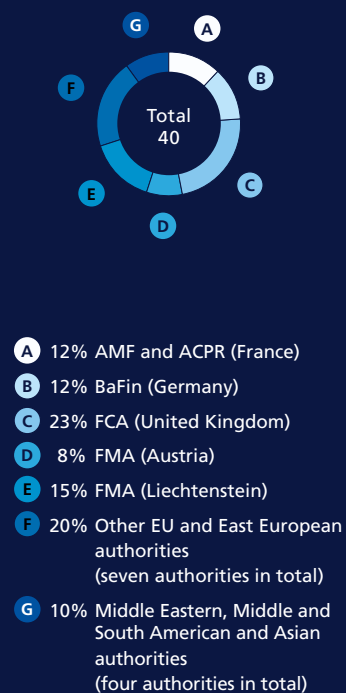 G
A
B
F
Total
40
C
E
D
A 12% AMF and ACPR (France)
B 12% BaFin (Germany)
C 23% FCA (United Kingdom)
D 8% FMA (Austria)
E 15% FMA (Liechtenstein)
F 20% Other EU and East European
authorities
(seven authorities in total)
G 10% Middle Eastern, Middle and
South American and Asian
authorities
(four authorities in total)